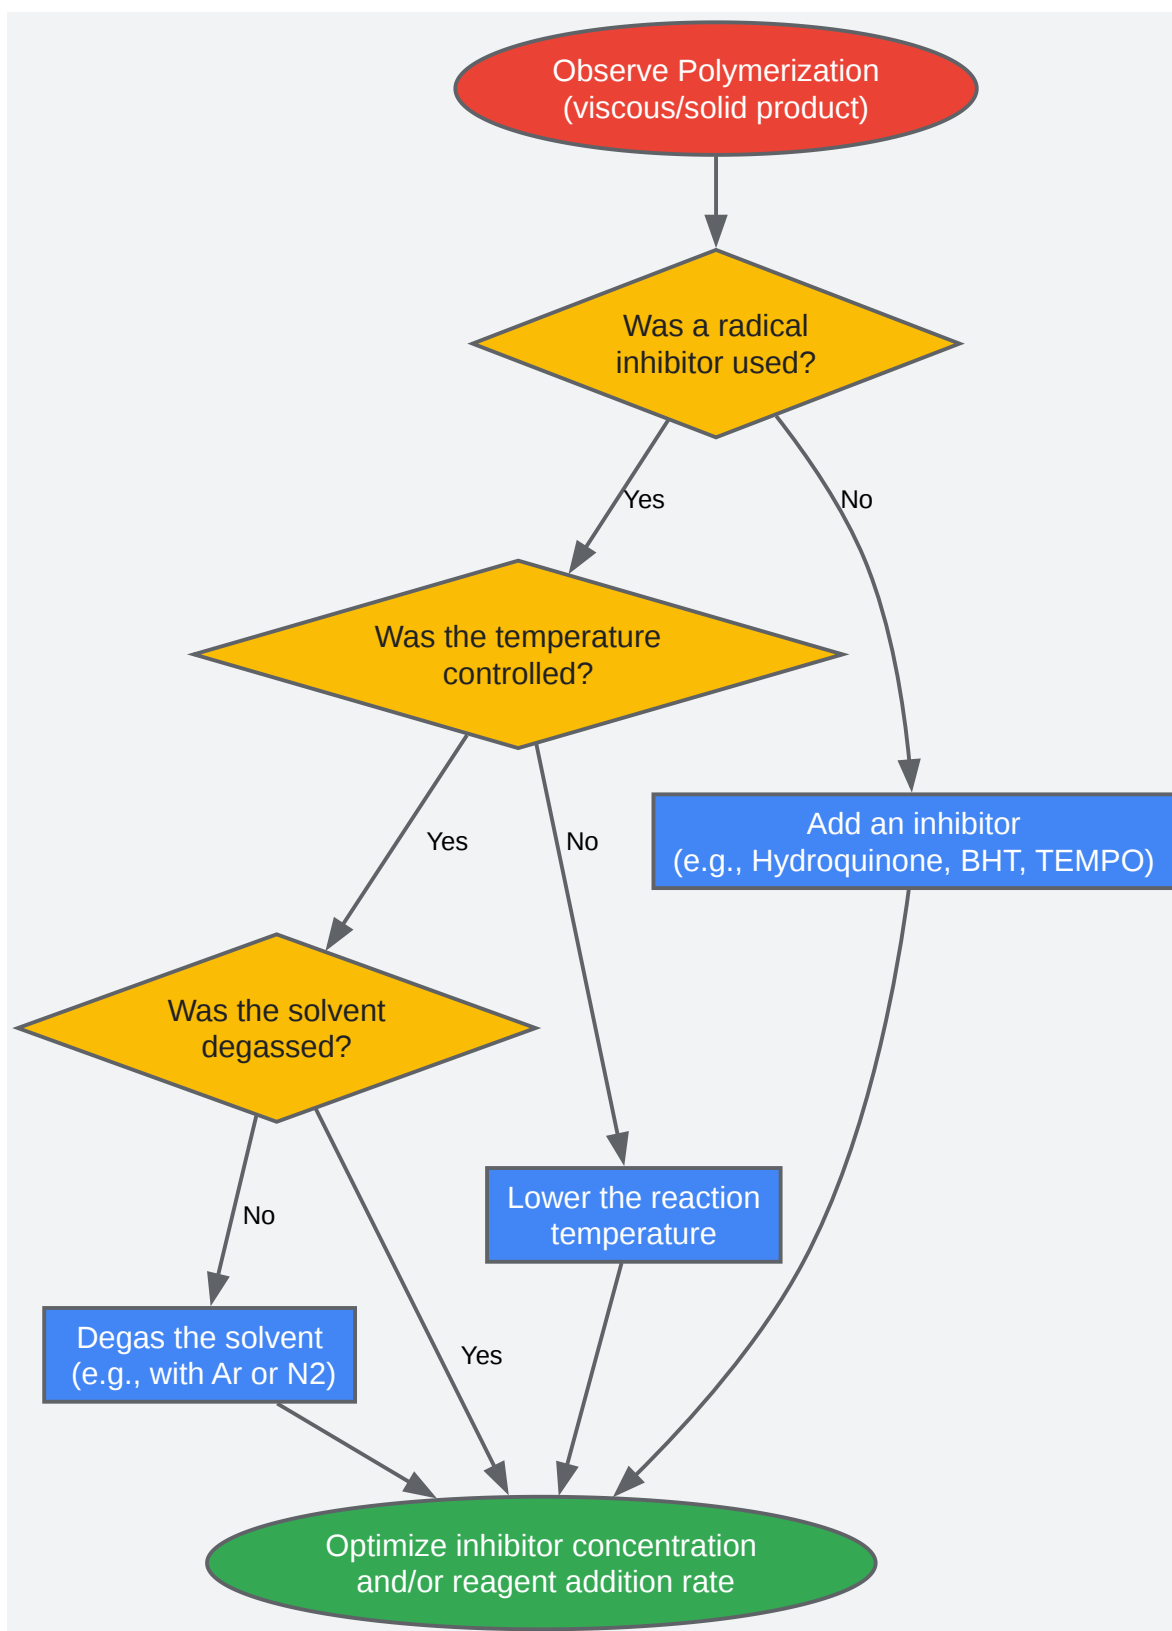 Observe Polymerization
(viscous/solid product)
Was a radical
inhibitor used?
Yes
No
Was the temperature
controlled?
Add an inhibitor
(e.g., Hydroquinone, BHT, TEMPO)
Yes
No
Was the solvent
degassed?
Lower the reaction
temperature
No
Degas the solvent
(e.g., with Ar or N2)
Yes
Optimize inhibitor concentration
and/or reagent addition rate